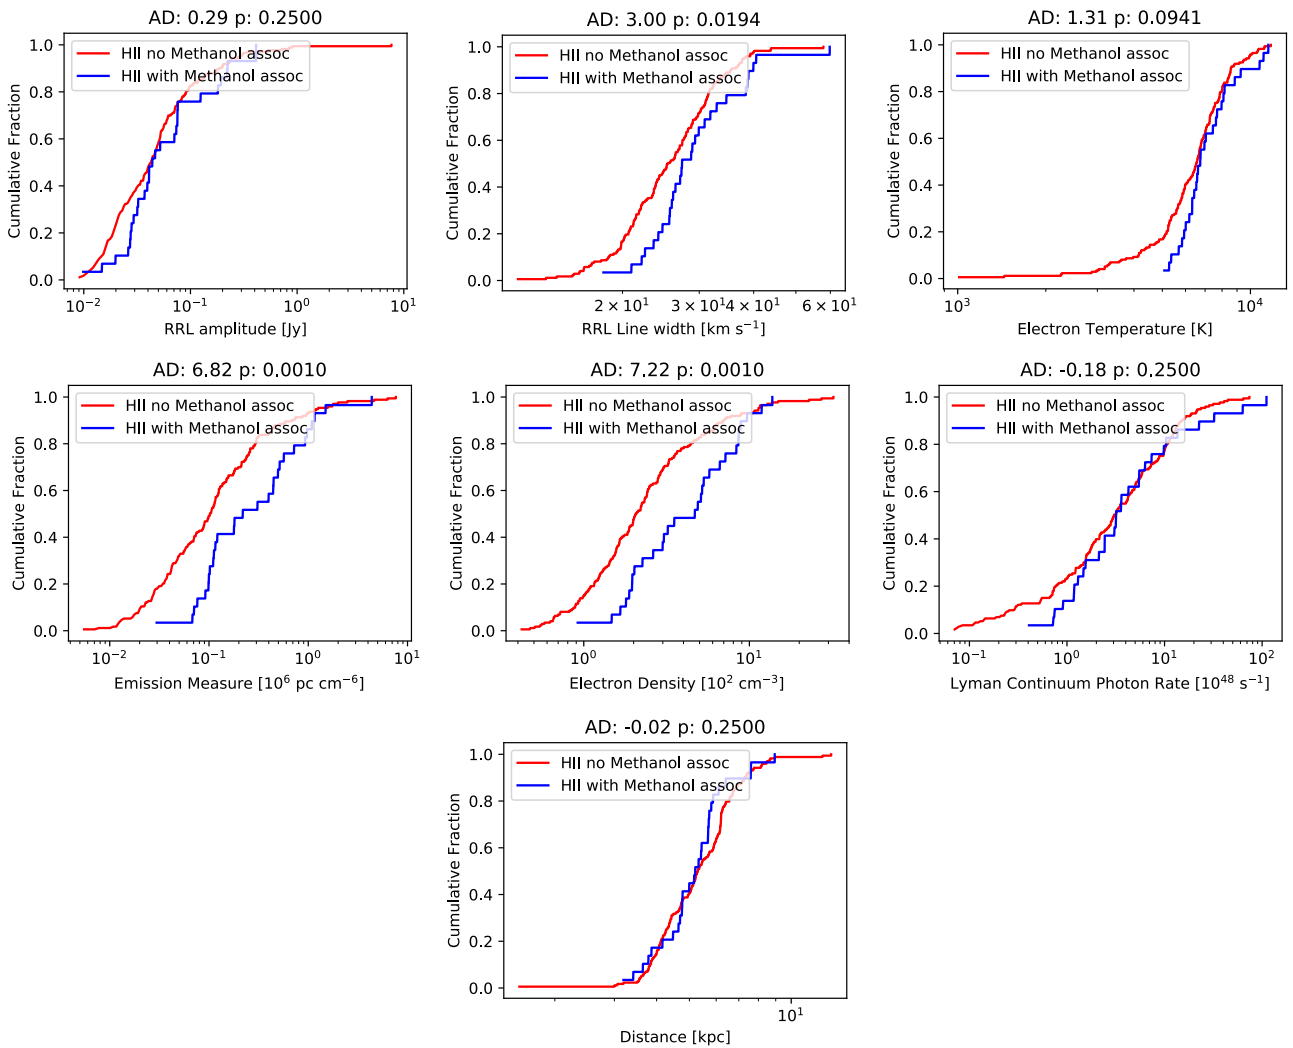 AD: 0.29 p: 0.2500
1.0
0.8
0.6
0.4
0.2
0.0
Cumulative Fraction
HII no Methanol assoc
HII with Methanol assoc
10⁻² 10⁻¹ 10⁰ 10¹
RRL amplitude [Jy]
AD: 3.00 p: 0.0194
1.0
0.8
0.6
0.4
0.2
0.0
Cumulative Fraction
HII no Methanol assoc
HII with Methanol assoc
2 × 10¹ 3 × 10¹ 4 × 10¹ 6 × 10¹
RRL Line width [km s⁻¹]
AD: 1.31 p: 0.0941
1.0
0.8
0.6
0.4
0.2
0.0
Cumulative Fraction
HII no Methanol assoc
HII with Methanol assoc
10³ 10⁴
Electron Temperature [K]
AD: 6.82 p: 0.0010
1.0
0.8
0.6
0.4
0.2
0.0
Cumulative Fraction
HII no Methanol assoc
HII with Methanol assoc
10⁻² 10⁻¹ 10⁰ 10¹
Emission Measure [10⁶ pc cm⁻⁶]
AD: 7.22 p: 0.0010
1.0
0.8
0.6
0.4
0.2
0.0
Cumulative Fraction
HII no Methanol assoc
HII with Methanol assoc
10⁰ 10¹
Electron Density [10² cm⁻³]
AD: -0.18 p: 0.2500
1.0
0.8
0.6
0.4
0.2
0.0
Cumulative Fraction
HII no Methanol assoc
HII with Methanol assoc
10⁻¹ 10⁰ 10¹ 10²
Lyman Continuum Photon Rate [10⁴⁸ s⁻¹]
AD: -0.02 p: 0.2500
1.0
0.8
0.6
0.4
0.2
0.0
Cumulative Fraction
HII no Methanol assoc
HII with Methanol assoc
10¹
Distance [kpc]